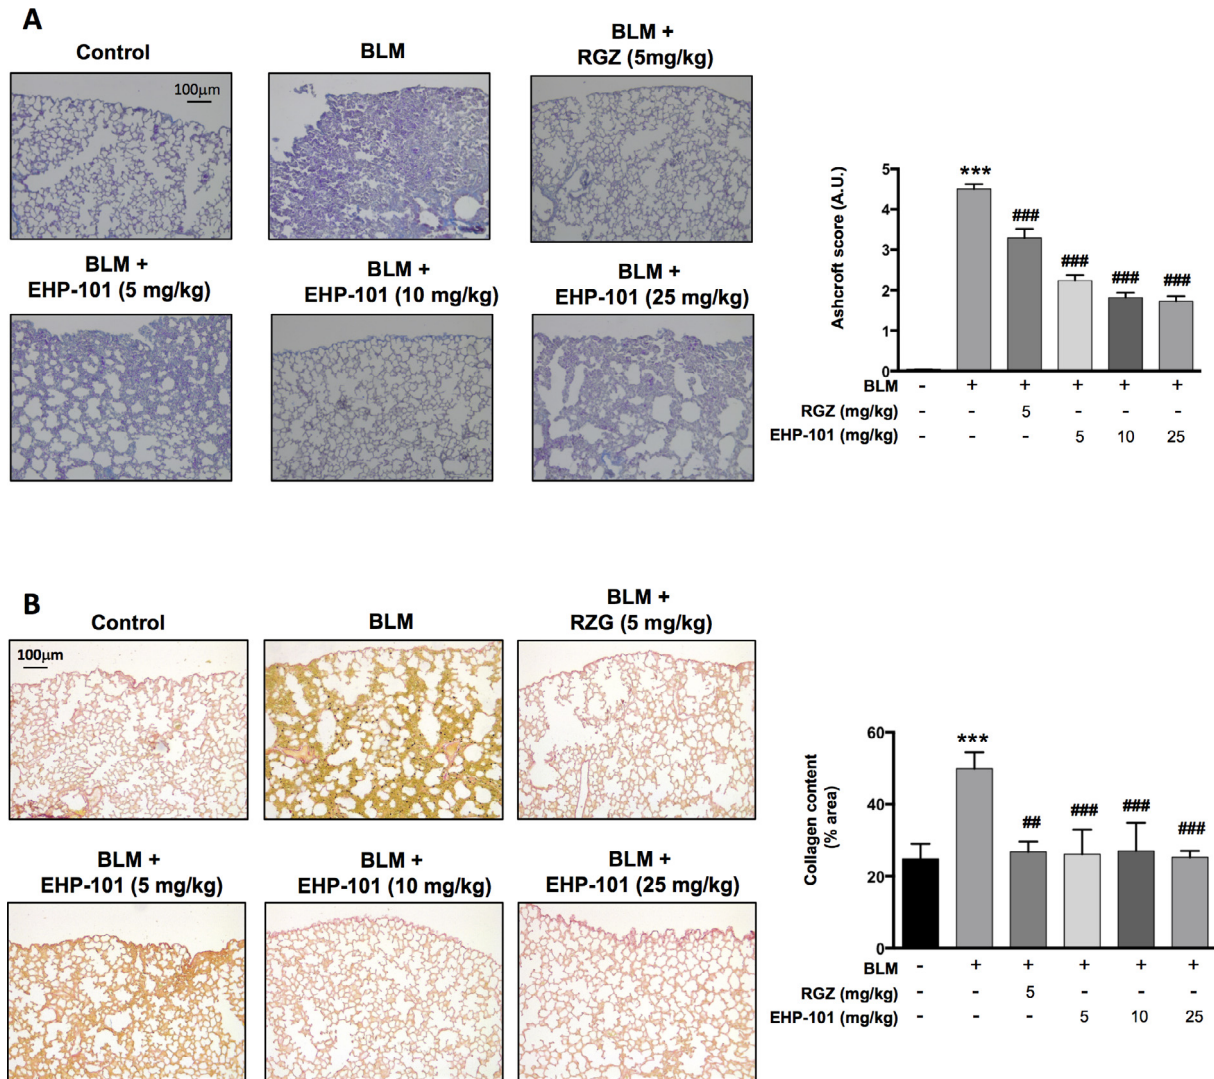 A
Control
BLM
BLM +
RGZ (5mg/kg)
100μm
BLM +
EHP-101 (5 mg/kg)
BLM +
EHP-101 (10 mg/kg)
BLM +
EHP-101 (25 mg/kg)
Ashcroft score (A.U.)
5
4
3
2
1
0
***
###
###
###
###
BLM - + + + + +
RGZ (mg/kg) - - 5 - - -
EHP-101 (mg/kg) - - - 5 10 25
B
Control
BLM
BLM +
RZG (5 mg/kg)
100μm
BLM +
EHP-101 (5 mg/kg)
BLM +
EHP-101 (10 mg/kg)
BLM +
EHP-101 (25 mg/kg)
Collagen content
(% area)
60
40
20
0
***
##
###
###
###
BLM - + + + + +
RGZ (mg/kg) - - 5 - - -
EHP-101 (mg/kg) - - - 5 10 25